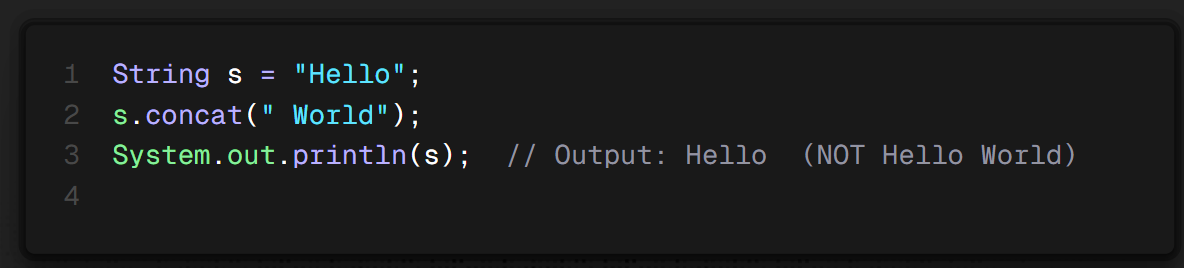 1 String s = "Hello";
2 s.concat(" World");
3 System.out.println(s);  // Output: Hello  (NOT Hello World)
4